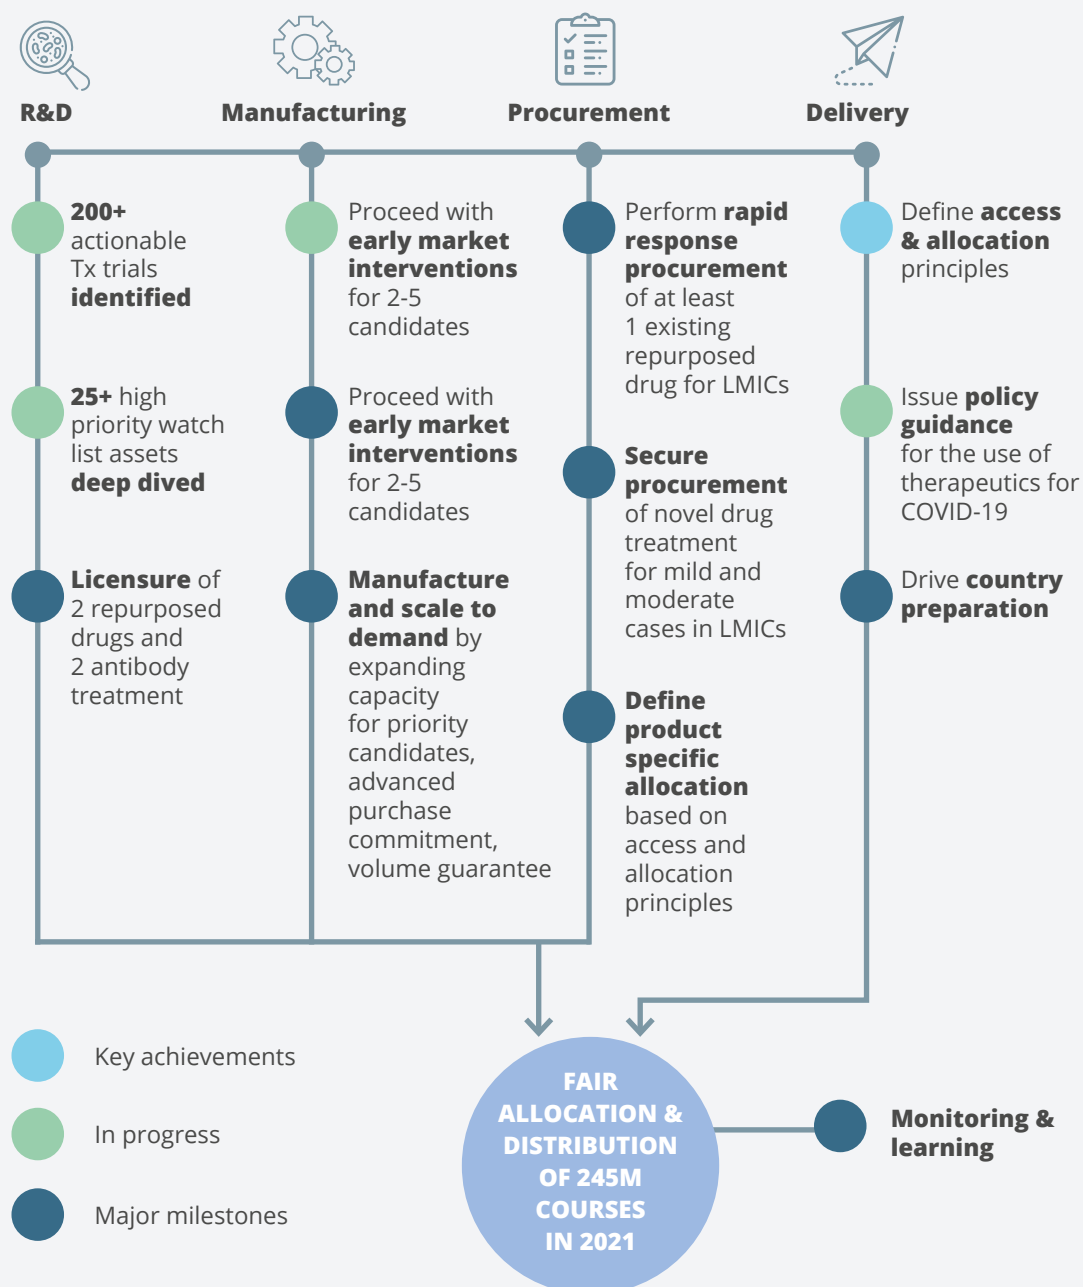 R&D
Manufacturing
Procurement
Delivery
200+
actionable
Tx trials
identified
25+ high
priority watch
list assets
deep dived
Licensure of
2 repurposed
drugs and
2 antibody
treatment
Proceed with
early market
interventions
for 2-5
candidates
Proceed with
early market
interventions
for 2-5
candidates
Manufacture
and scale to
demand by
expanding
capacity
for priority
candidates,
advanced
purchase
commitment,
volume guarantee
Perform rapid
response
procurement
of at least
1 existing
repurposed
drug for LMICs
Secure
procurement
of novel drug
treatment
for mild and
moderate
cases in LMICs
Define
product
specific
allocation
based on
access and
allocation
principles
Define access
& allocation
principles
Issue policy
guidance
for the use of
therapeutics for
COVID-19
Drive country
preparation
Key achievements
In progress
Major milestones
FAIR
ALLOCATION &
DISTRIBUTION
OF 245M
COURSES
IN 2021
Monitoring &
learning